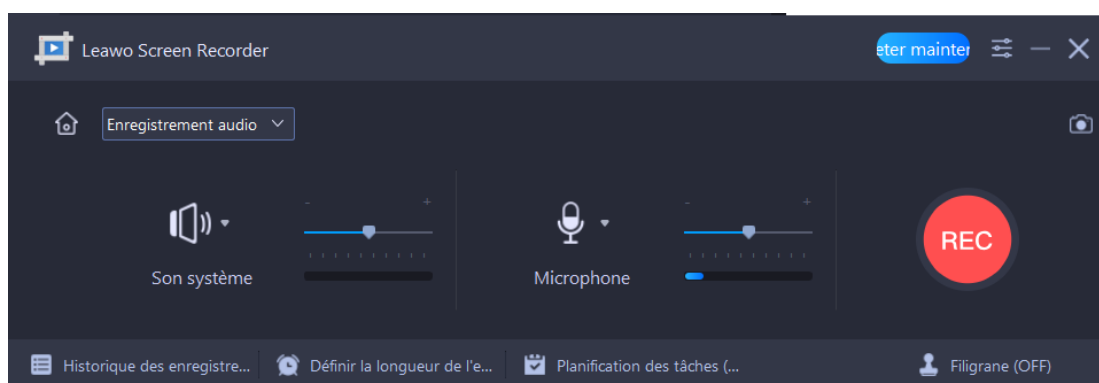 Leawo Screen Recorder
eter mainter
Enregistrement audio
- +
- +
REC
Son système
Microphone
Historique des enregistre...
Définir la longueur de l'e...
Planification des tâches (...
Filigrane (OFF)